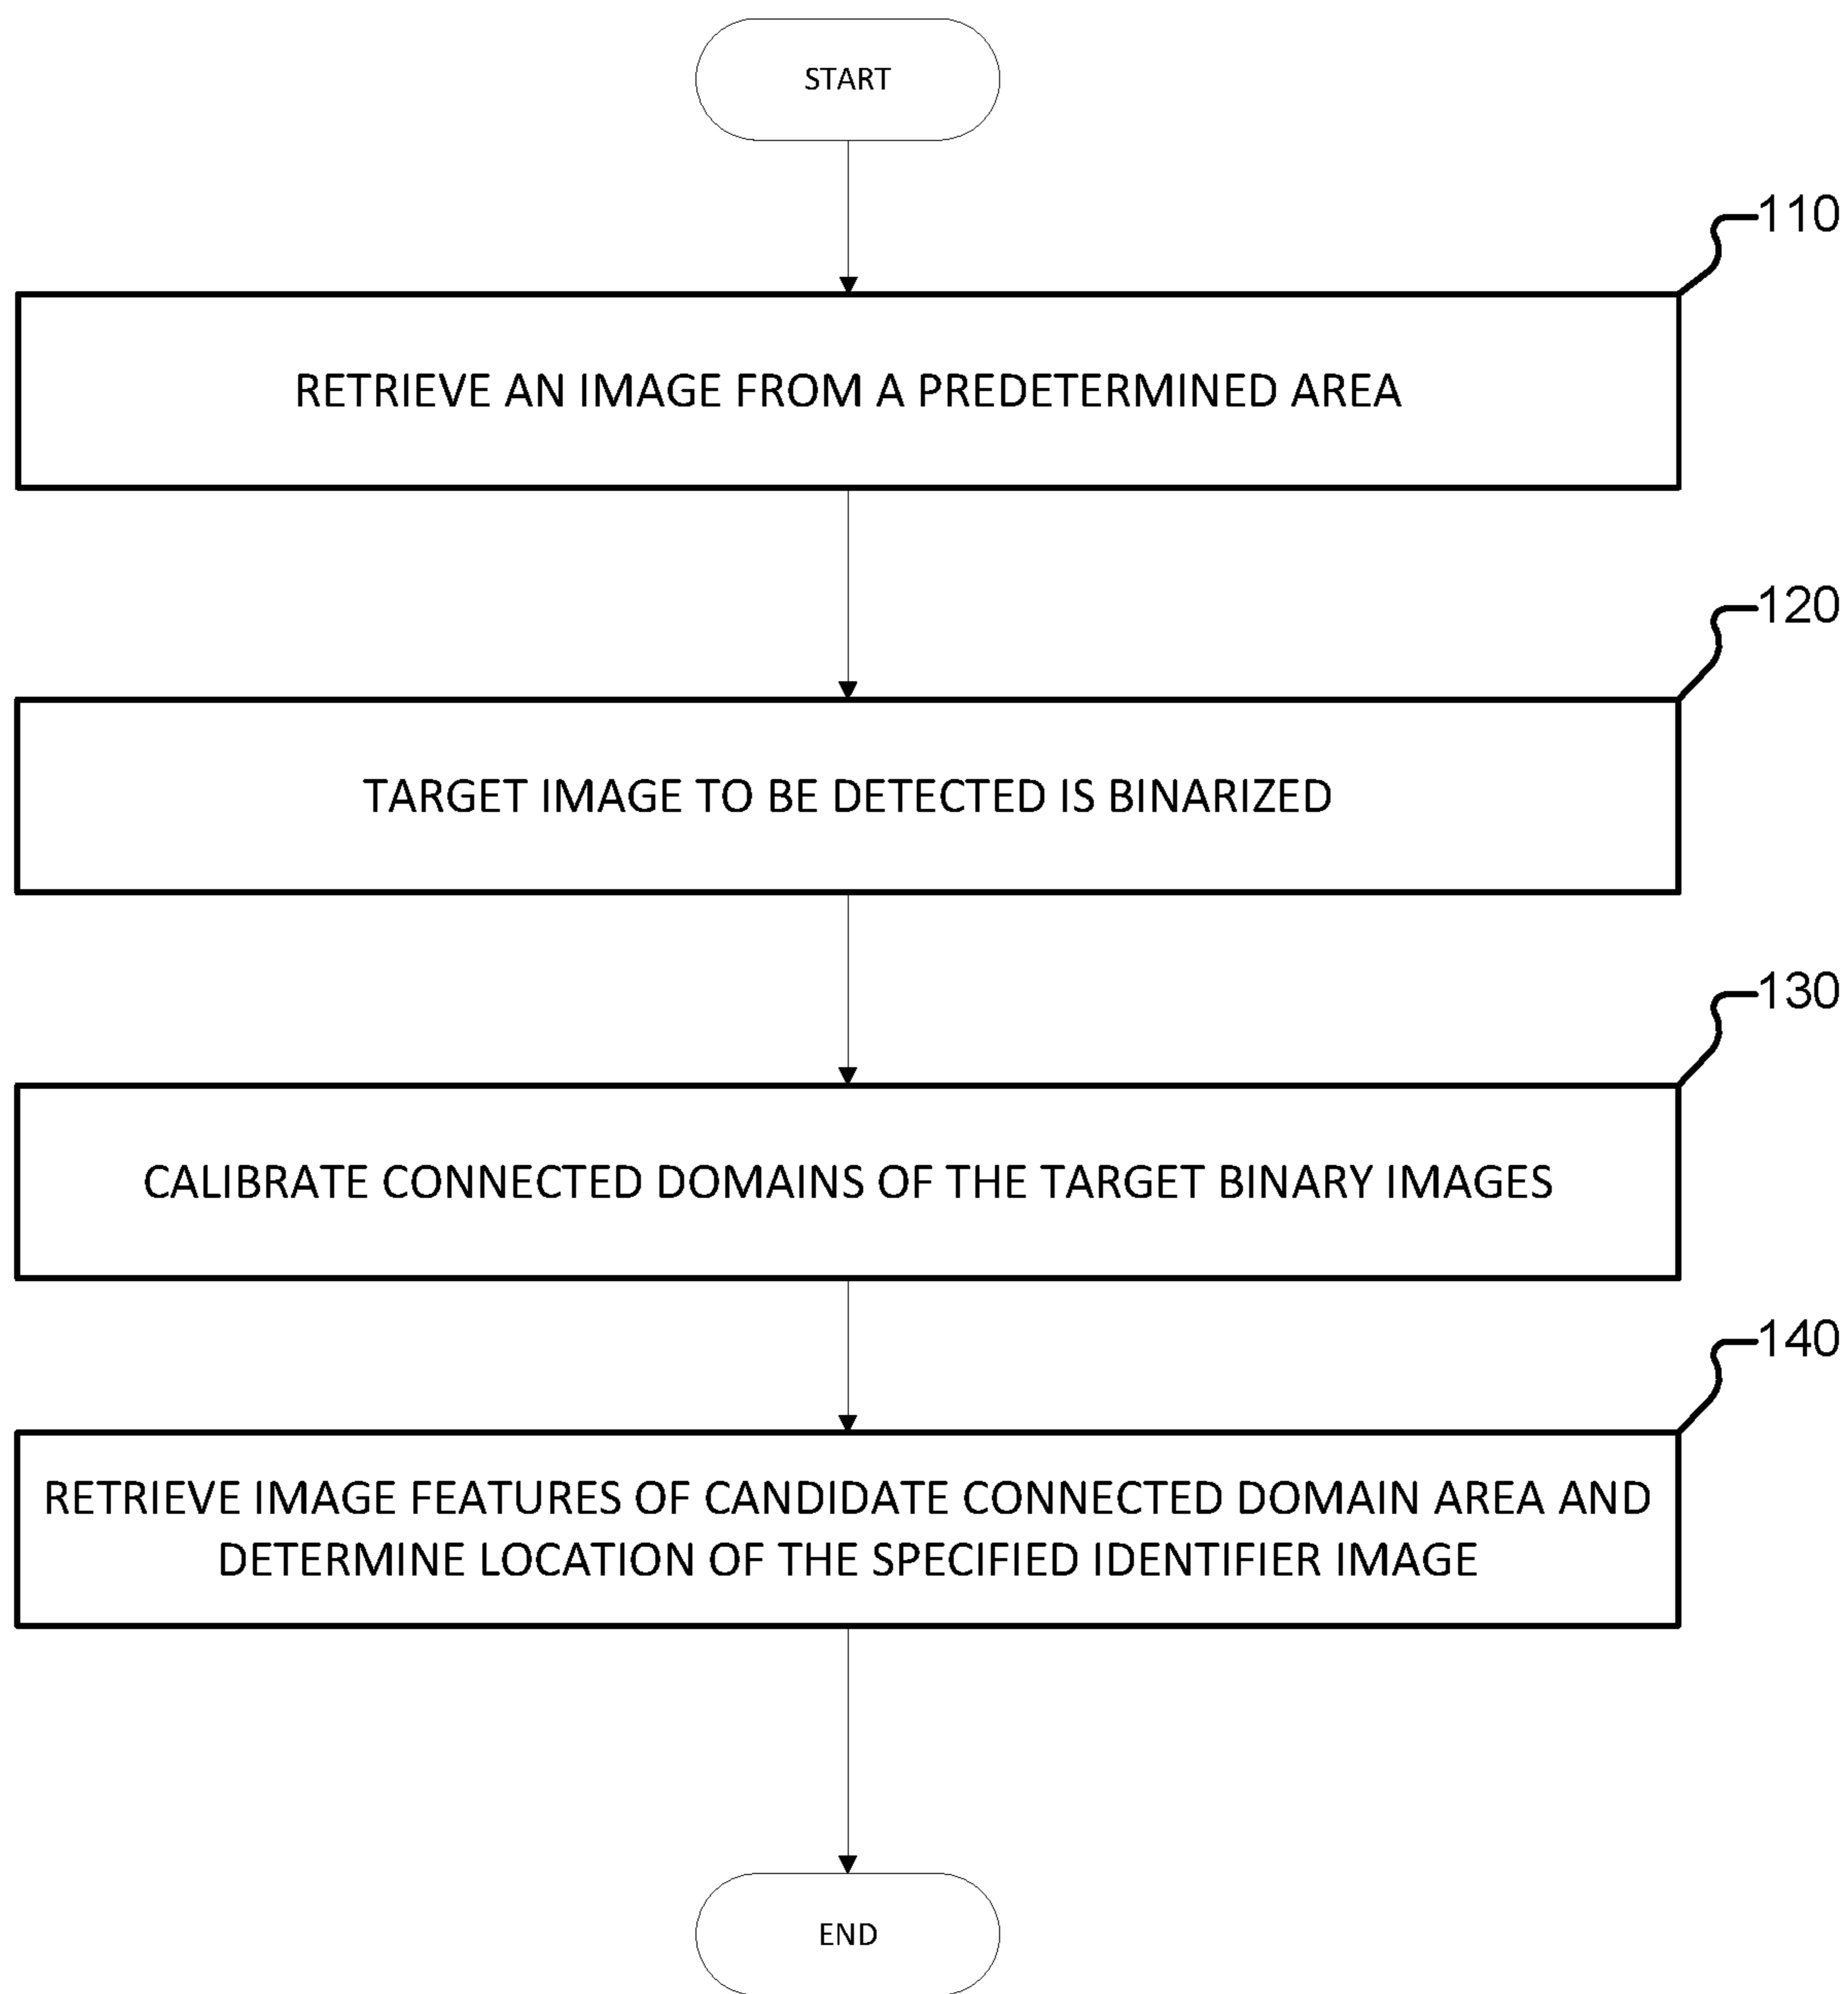 START
110
RETRIEVE AN IMAGE FROM A PREDETERMINED AREA
120
TARGET IMAGE TO BE DETECTED IS BINARIZED
130
CALIBRATE CONNECTED DOMAINS OF THE TARGET BINARY IMAGES
140
RETRIEVE IMAGE FEATURES OF CANDIDATE CONNECTED DOMAIN AREA AND
DETERMINE LOCATION OF THE SPECIFIED IDENTIFIER IMAGE
END